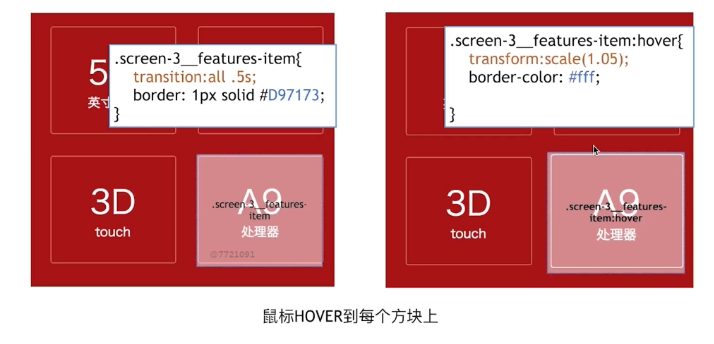 .screen-3__features-item{
transition:all .5s;
border: 1px solid #D97173;
}
5
英寸
3D
touch
A9
.screen-3__features-
item
处理器
@7721091
.screen-3__features-item:hover{
transform:scale(1.05);
border-color: #fff;
}
3D
touch
A9
.screen-3__features-
item:hover
处理器
鼠标HOVER到每个方块上